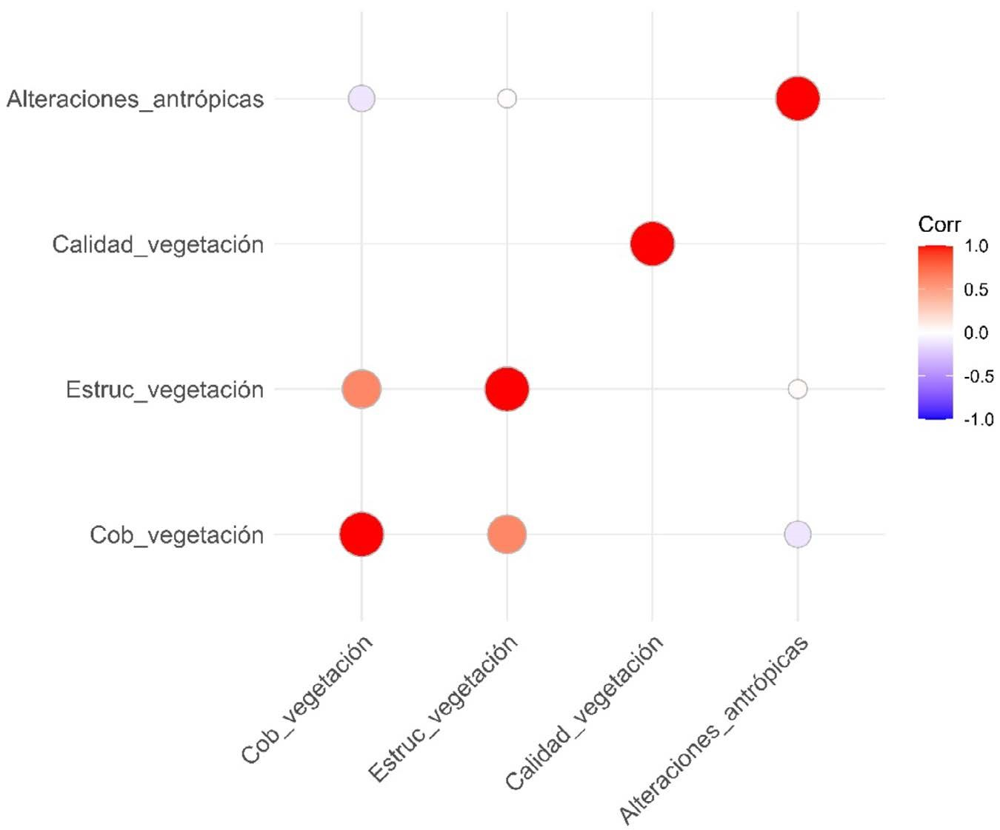 Alteraciones_antrópicas
Calidad_vegetación
Estruc_vegetación
Cob_vegetación
Cob_vegetación
Estruc_vegetación
Calidad_vegetación
Alteraciones_antrópicas
Corr
1.0
0.5
0.0
-0.5
-1.0